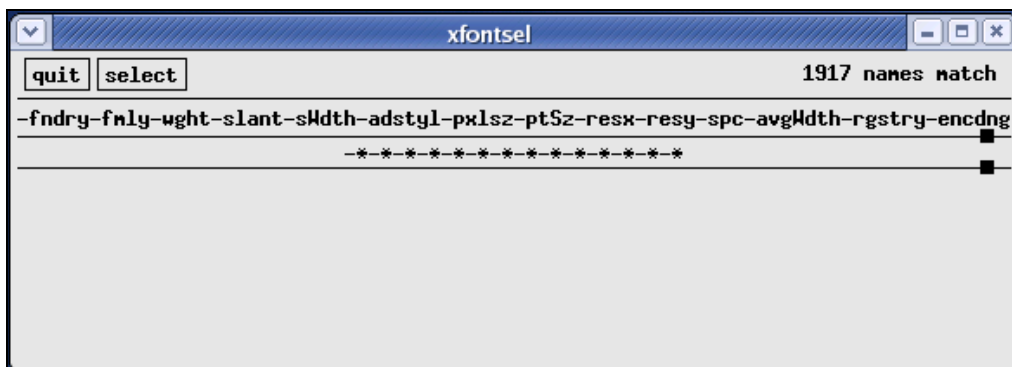 xfontsel
quit select 1917 names match
-fndry-fmly-wght-slant-sWdth-adstyl-pxlsz-ptSz-resx-resy-spc-avgWdth-rgstry-encdng
-*-*-*-*-*-*-*-*-*-*-*-*-*-*